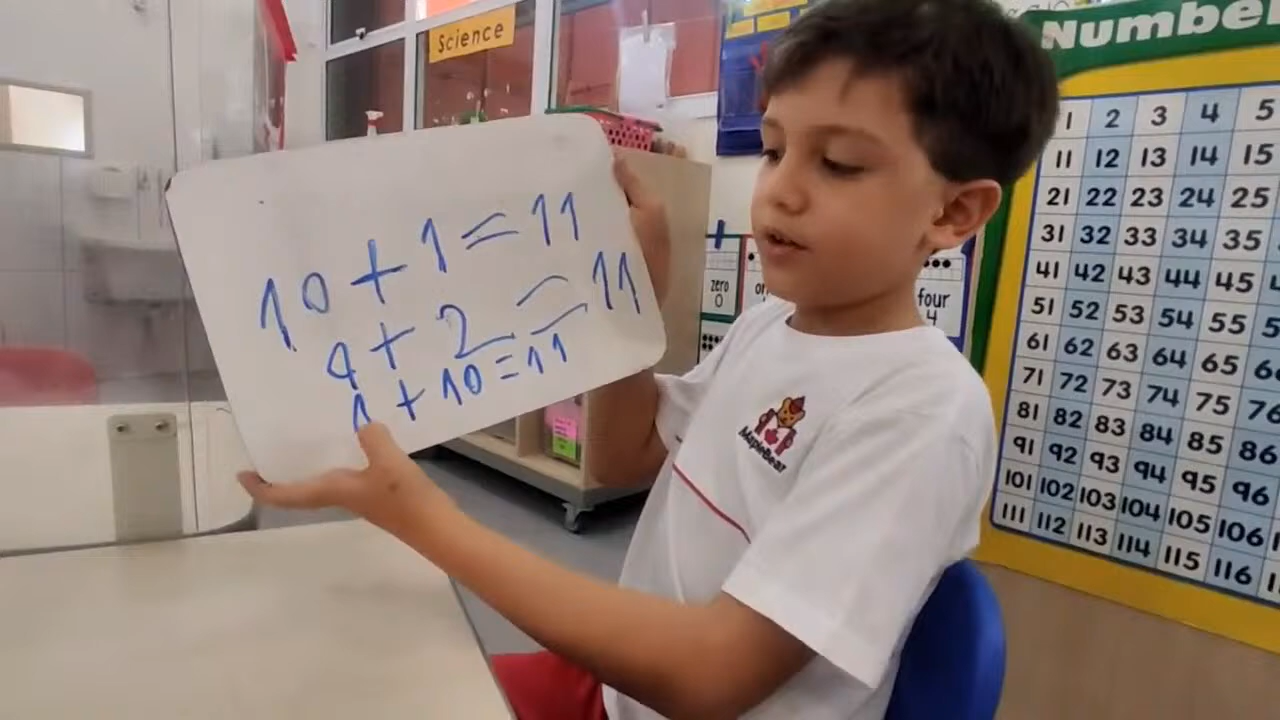 Science
Number
10 + 1 = 11
9 + 2 = 11
1 + 10 = 11
MapleBear
zero
0
four
4
1 2 3 4 5
11 12 13 14 15
21 22 23 24 25
31 32 33 34 35
41 42 43 44 45
51 52 53 54 55
61 62 63 64 65
71 72 73 74 75 76
81 82 83 84 85 86
91 92 93 94 95 96
101 102 103 104 105 106
111 112 113 114 115 116